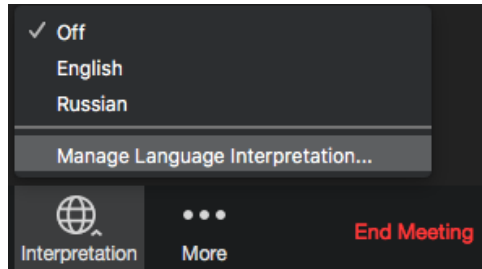 Off
English
Russian
Manage Language Interpretation...
Interpretation
More
End Meeting